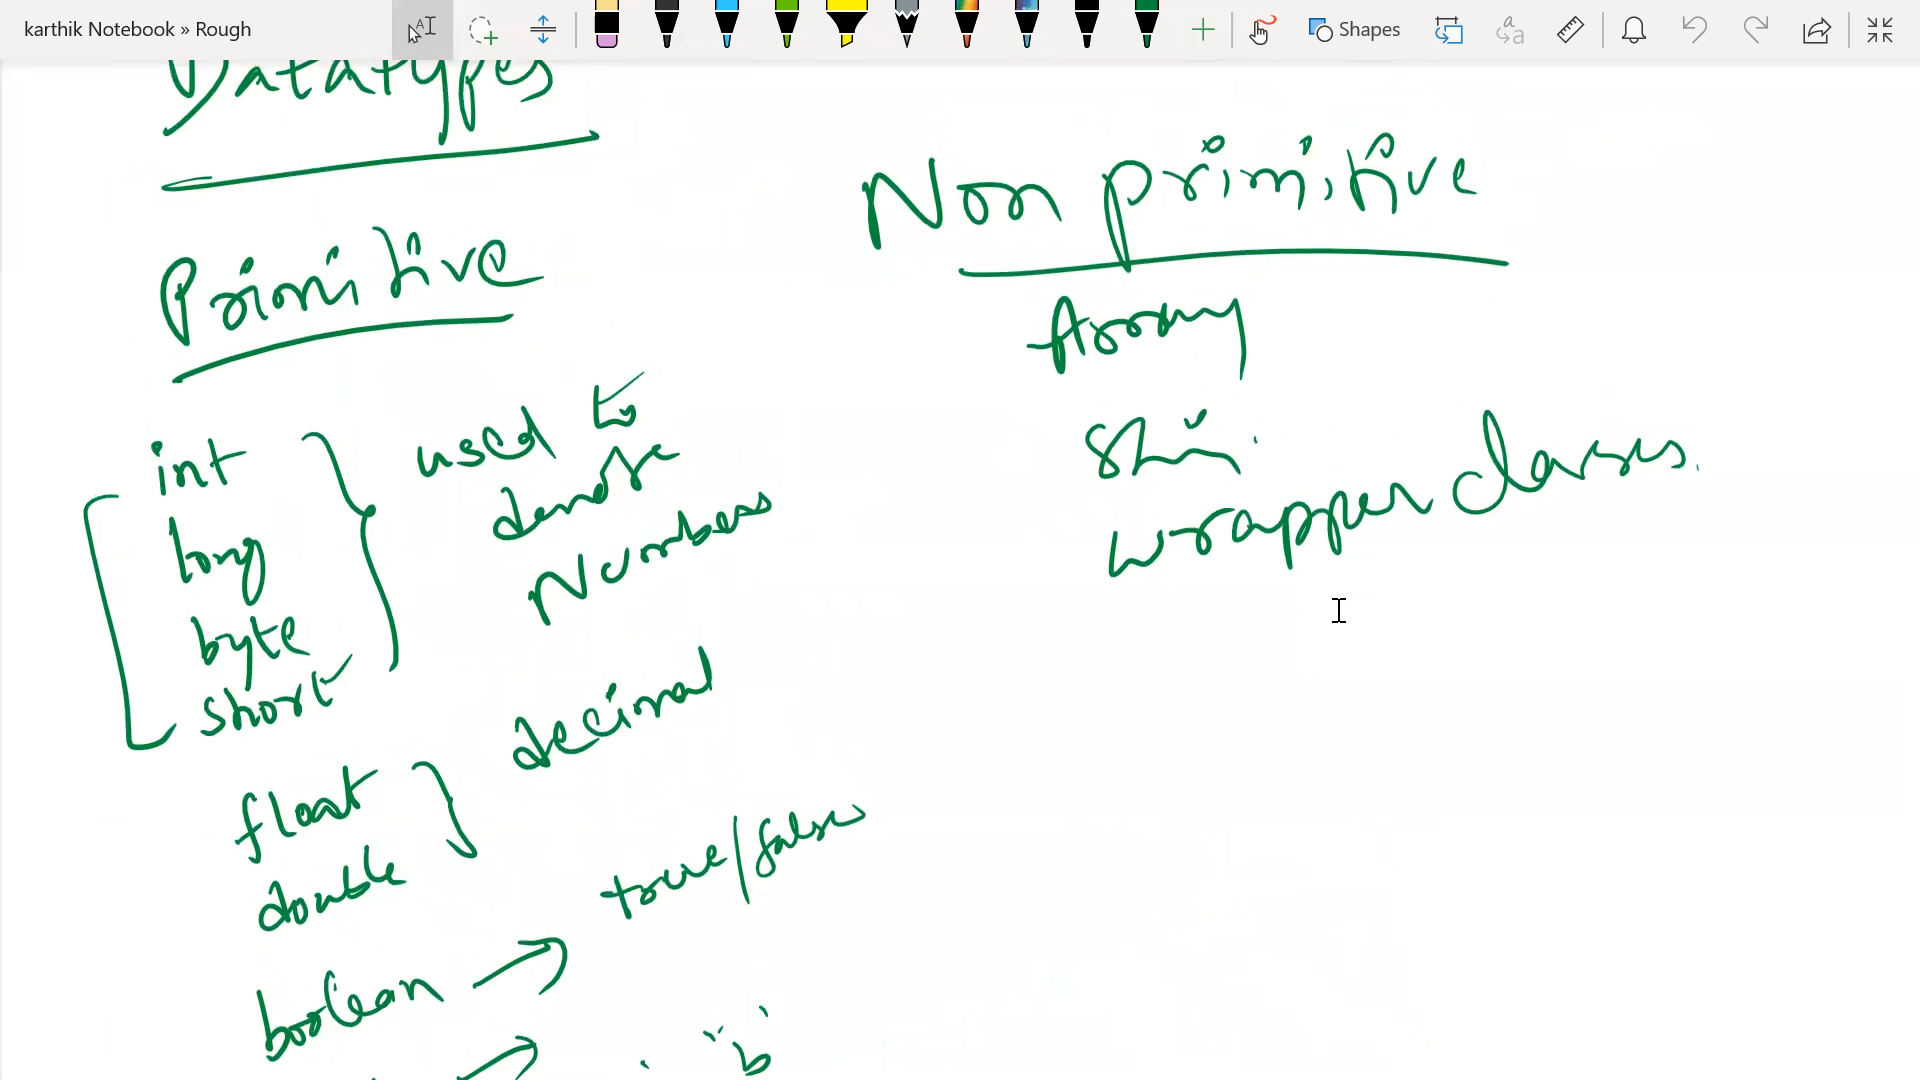 karthik Notebook » Rough
Shapes
Datatypes
Primitive
int
long
byte
short
used to
denote
Numbers
float
double
decimal
boolean
true/false
'b'
Non primitive
Array
wrapper classes.